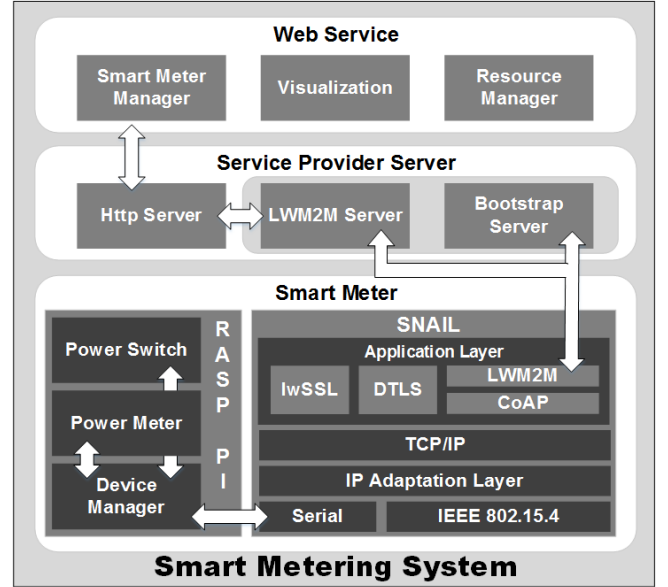 Web Service
Smart Meter
Manager
Visualization
Resource
Manager
Service Provider Server
Http Server
LWM2M Server
Bootstrap
Server
Smart Meter
Power Switch
Power Meter
Device
Manager
R
A
S
P
P
I
SNAIL
Application Layer
lwSSL
DTLS
LWM2M
CoAP
TCP/IP
IP Adaptation Layer
Serial
IEEE 802.15.4
Smart Metering System